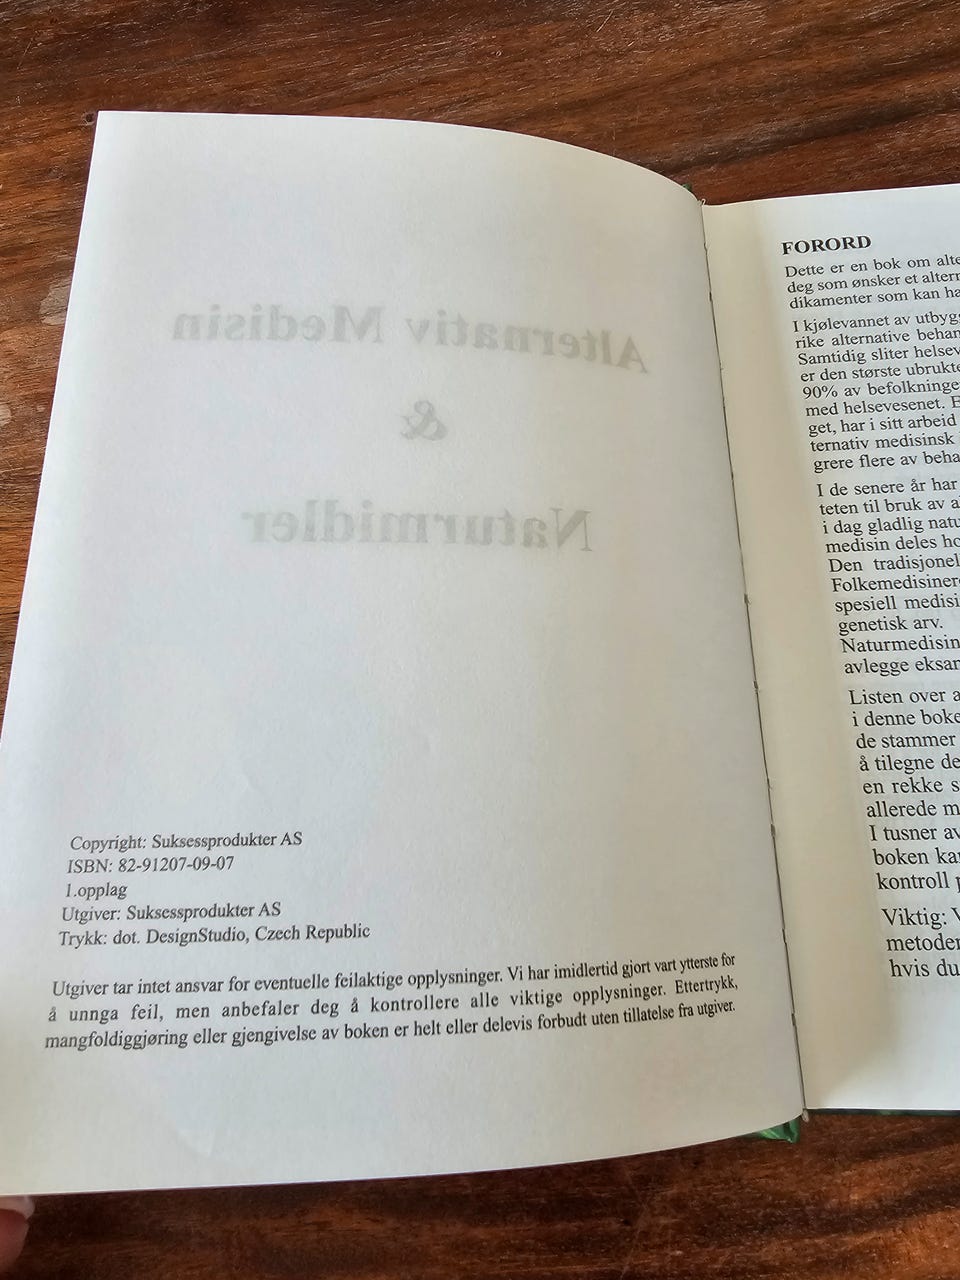 Alternativ Medisin
&
Naturmidler
Copyright: Suksessprodukter AS
ISBN: 82-91207-09-07
1.opplag
Utgiver: Suksessprodukter AS
Trykk: dot. DesignStudio, Czech Republic
Utgiver tar intet ansvar for eventuelle feilaktige opplysninger. Vi har imidlertid gjort vart ytterste for
å unnga feil, men anbefaler deg å kontrollere alle viktige opplysninger. Ettertrykk,
mangfoldiggjøring eller gjengivelse av boken er helt eller delevis forbudt uten tillatelse fra utgiver.
FORORD
Dette er en bok om alte
deg som ønsker et altern
dikamenter som kan ha
I kjølevannet av utbygg
rike alternative behan
Samtidig sliter helsev
er den største ubrukte
90% av befolkninge
med helsevesenet. E
get, har i sitt arbeid
ternativ medisinsk
grere flere av beha
I de senere år har
teten til bruk av a
i dag gladlig natu
medisin deles ho
Den tradisjonel
Folkemedisinere
spesiell medisi
genetisk arv.
Naturmedisin
avlegge eksam
Listen over a
i denne boke
de stammer
å tilegne de
en rekke s
allerede m
I tusner av
boken kan
kontroll p
Viktig: V
metoden
hvis du